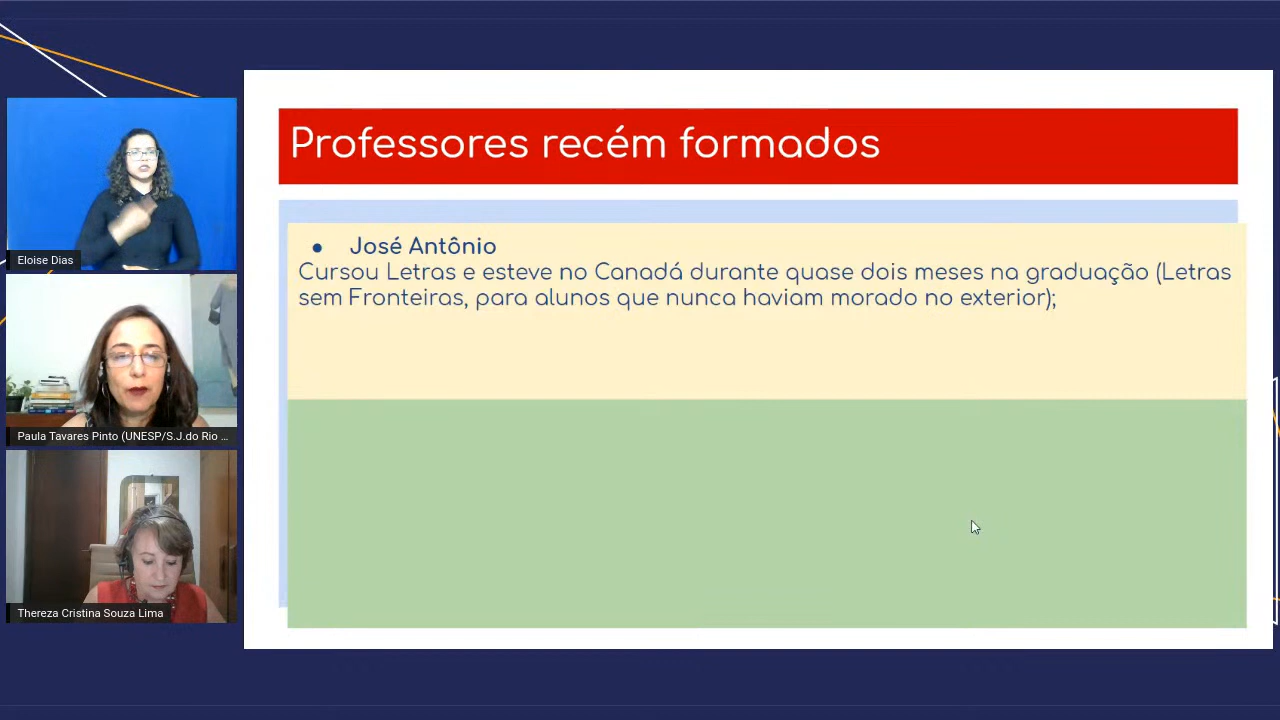 Professores recém formados
● José Antônio
Cursou Letras e esteve no Canadá durante quase dois meses na graduação (Letras
sem Fronteiras, para alunos que nunca haviam morado no exterior);
Eloise Dias
Paula Tavares Pinto (UNESP/S.J.do Rio ...
Thereza Cristina Souza Lima